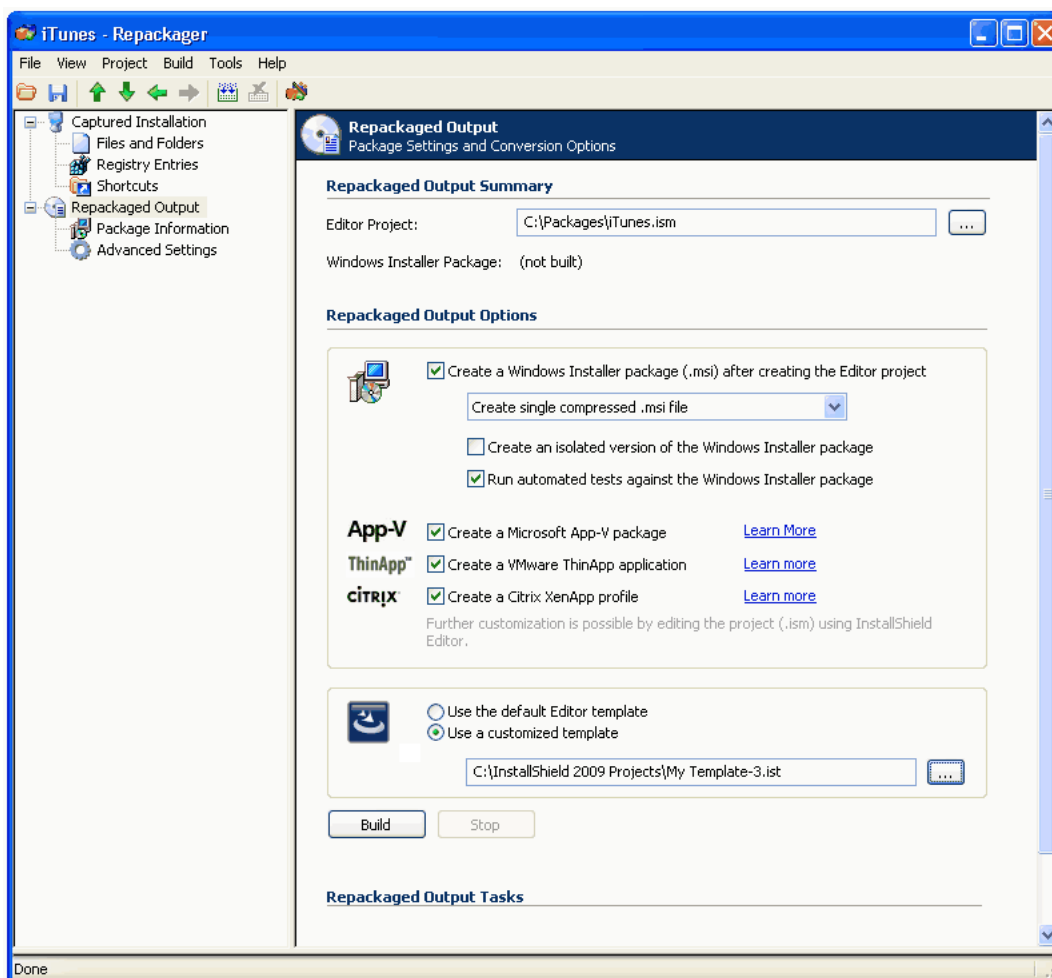 iTunes - Repackager
File View Project Build Tools Help
Captured Installation
Files and Folders
Registry Entries
Shortcuts
Repackaged Output
Package Information
Advanced Settings
Repackaged Output
Package Settings and Conversion Options
Repackaged Output Summary
Editor Project: C:\Packages\iTunes.ism ...
Windows Installer Package: (not built)
Repackaged Output Options
Create a Windows Installer package (.msi) after creating the Editor project
Create single compressed .msi file
Create an isolated version of the Windows Installer package
Run automated tests against the Windows Installer package
App-V Create a Microsoft App-V package Learn More
ThinApp™ Create a VMware ThinApp application Learn more
CİTRIX Create a Citrix XenApp profile Learn more
Further customization is possible by editing the project (.ism) using InstallShield
Editor.
Use the default Editor template
Use a customized template
C:\InstallShield 2009 Projects\My Template-3.ist ...
Build Stop
Repackaged Output Tasks
Done